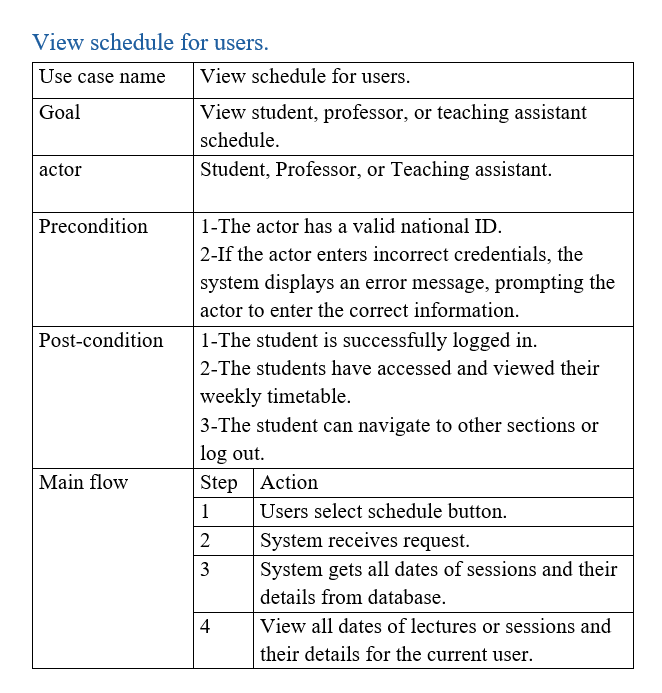 View schedule for users.
Use case name
View schedule for users.
Goal
View student, professor, or teaching assistant
schedule.
actor
Student, Professor, or Teaching assistant.
Precondition
1-The actor has a valid national ID.
2-If the actor enters incorrect credentials, the
system displays an error message, prompting the
actor to enter the correct information.
Post-condition
1-The student is successfully logged in.
2-The students have accessed and viewed their
weekly timetable.
3-The student can navigate to other sections or
log out.
Main flow
Step
Action
1
Users select schedule button.
2
System receives request.
3
System gets all dates of sessions and their
details from database.
4
View all dates of lectures or sessions and
their details for the current user.